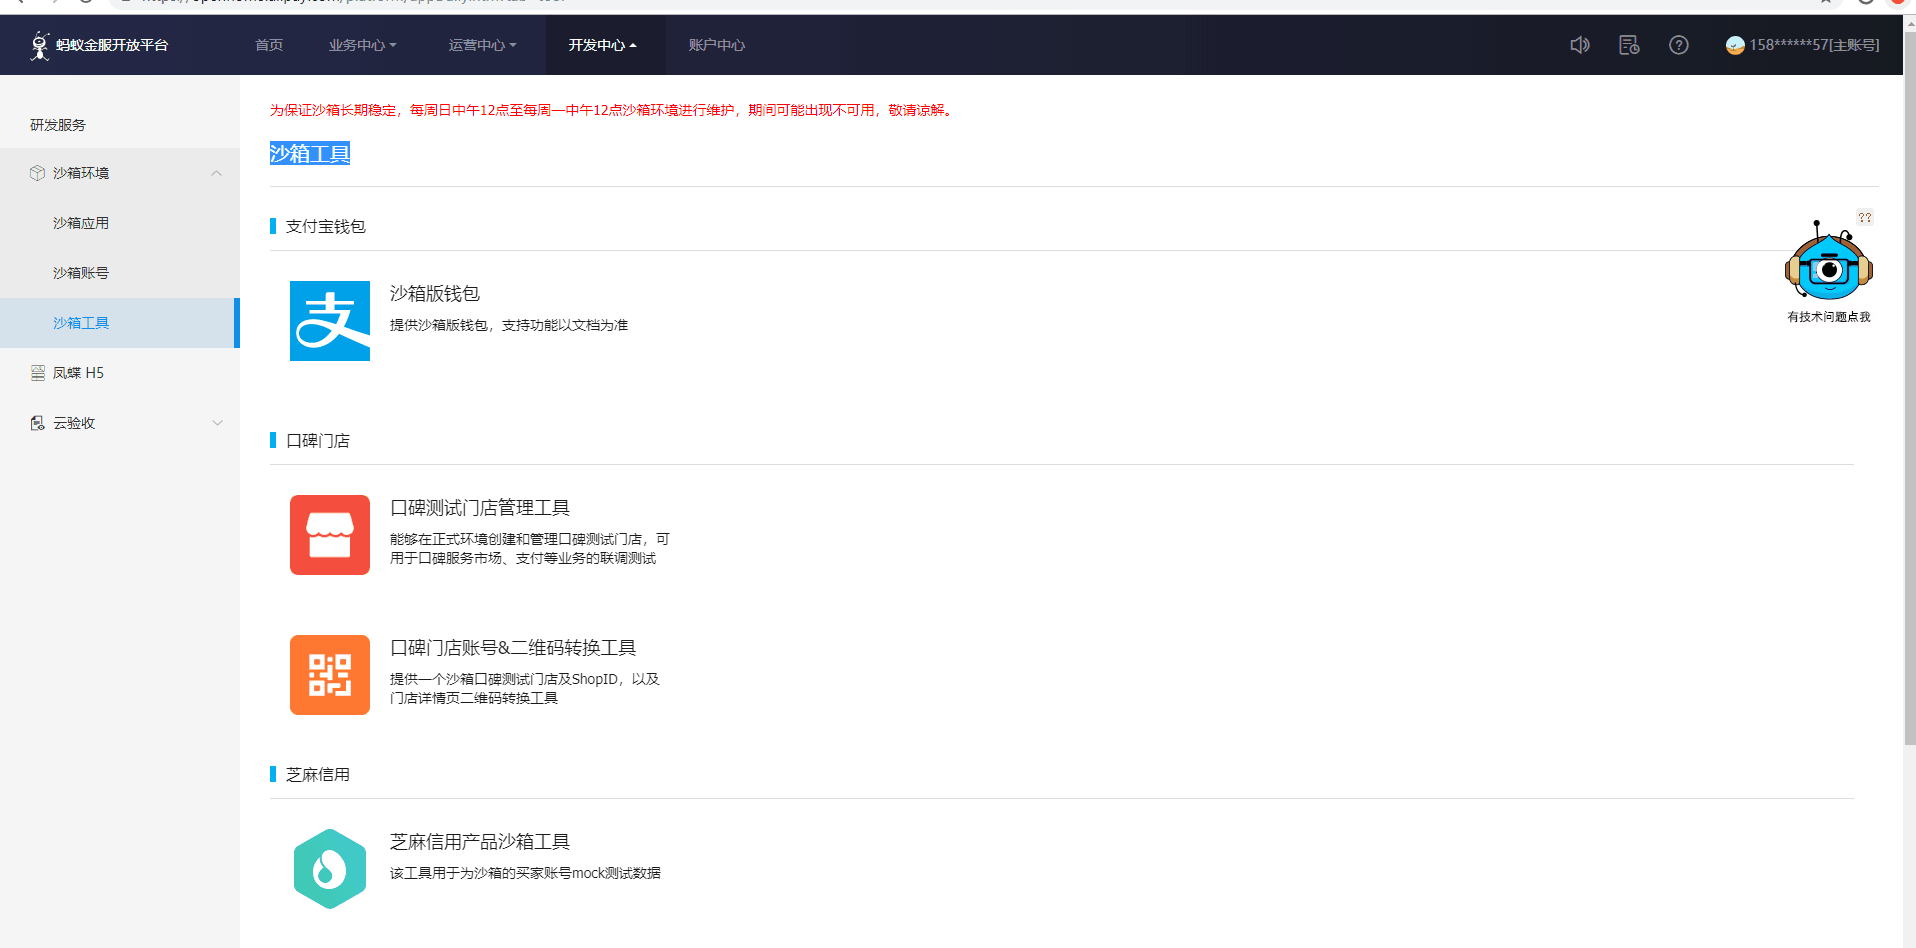 蚂蚁金服开放平台
首页
业务中心
运营中心
开发中心
账户中心
158******57[主账号]
研发服务
沙箱环境
沙箱应用
沙箱账号
沙箱工具
凤蝶 H5
云验收
为保证沙箱长期稳定，每周日中午12点至每周一中午12点沙箱环境进行维护，期间可能出现不可用，敬请谅解。
沙箱工具
支付宝钱包
支
沙箱版钱包
提供沙箱版钱包，支持功能以文档为准
??
有技术问题点我
口碑门店
口碑测试门店管理工具
能够在正式环境创建和管理口碑测试门店，可
用于口碑服务市场、支付等业务的联调测试
口碑门店账号&二维码转换工具
提供一个沙箱口碑测试门店及ShopID，以及
门店详情页二维码转换工具
芝麻信用
芝麻信用产品沙箱工具
该工具用于为沙箱的买家账号mock测试数据